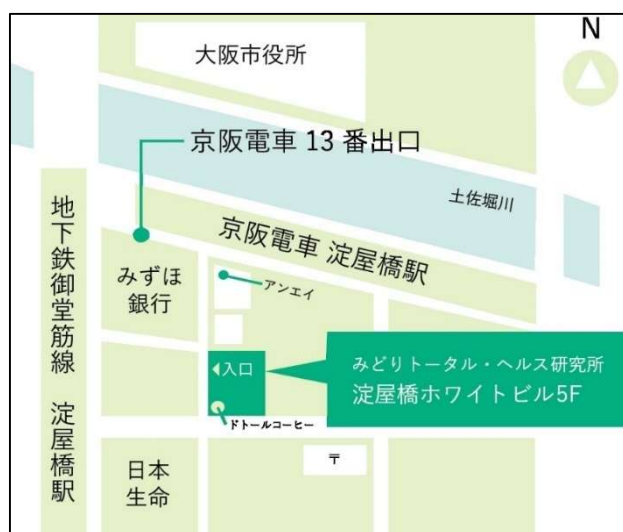 N
大阪市役所
京阪電車 13 番出口
土佐堀川
京阪電車 淀屋橋駅
地下鉄御堂筋線 淀屋橋駅
みずほ
銀行
アンエイ
入口
みどりトータル・ヘルス研究所
淀屋橋ホワイトビル5F
ドトールコーヒー
〒
日本
生命